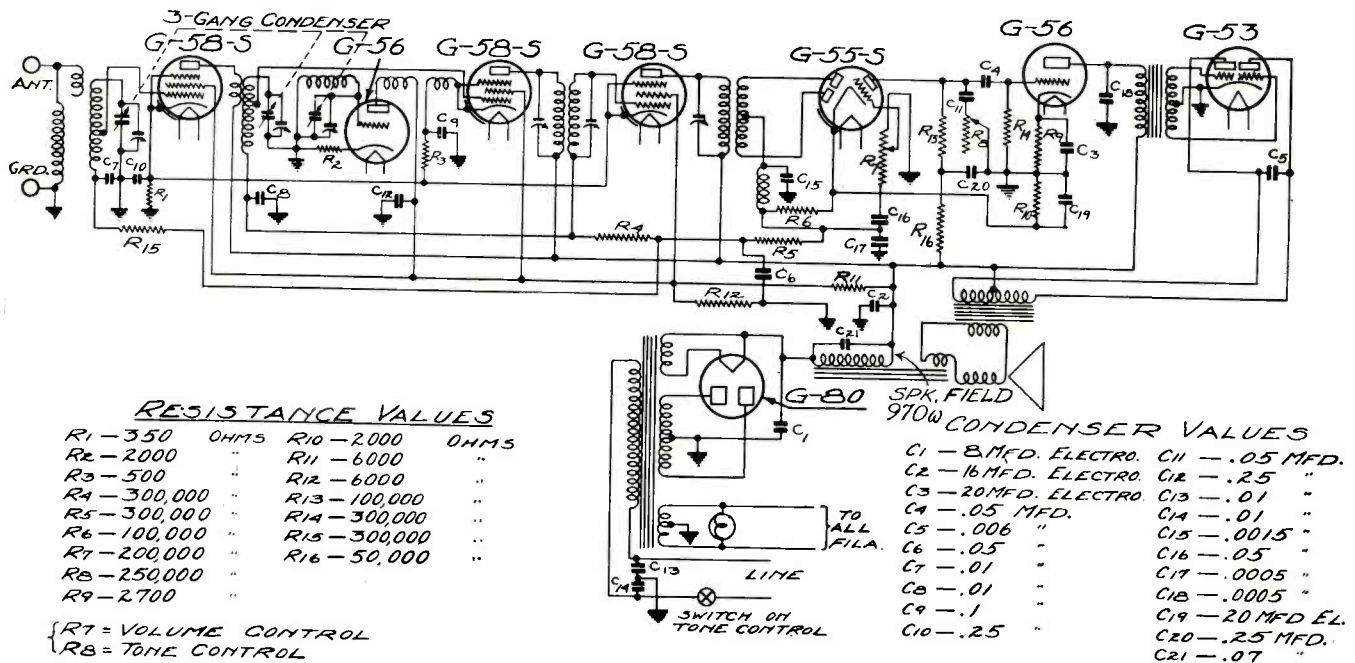 3-GANG CONDENSER
G-58-S
G-56
G-58-S
G-58-S
G-55-S
G-56
G-53
ANT.
GRD.
C7
C10
R1
R15
C8
R2
C12
C9
R3
R4
R5
R6
C15
R7
C16
C17
C6
R12
R11
C2
C4
C11
R13
R8
R14
R9
C3
C20
R10
C19
R16
C18
C5
C21
SPK. FIELD
970ω
G-80
C1
TO
ALL
FILA.
C13
C14
LINE
SWITCH ON
TONE CONTROL
RESISTANCE VALUES
R1 — 350 OHMS R10 — 2000 OHMS
R2 — 2000 " R11 — 6000 "
R3 — 500 " R12 — 6000 "
R4 — 300,000 " R13 — 100,000 "
R5 — 300,000 " R14 — 300,000 "
R6 — 100,000 " R15 — 300,000 "
R7 — 200,000 " R16 — 50,000 "
R8 — 250,000 "
R9 — 2700 "
R7 = VOLUME CONTROL
R8 = TONE CONTROL
CONDENSER VALUES
C1 — 8 MFD. ELECTRO. C11 — .05 MFD.
C2 — 16 MFD. ELECTRO. C12 — .25 "
C3 — 20 MFD. ELECTRO. C13 — .01 "
C4 — .05 MFD. C14 — .01 "
C5 — .006 " C15 — .0015 "
C6 — .05 " C16 — .05 "
C7 — .01 " C17 — .0005 "
C8 — .01 " C18 — .0005 "
C9 — .1 " C19 — 20 MFD EL.
C10 — .25 " C20 — .25 MFD.
C21 — .07 "